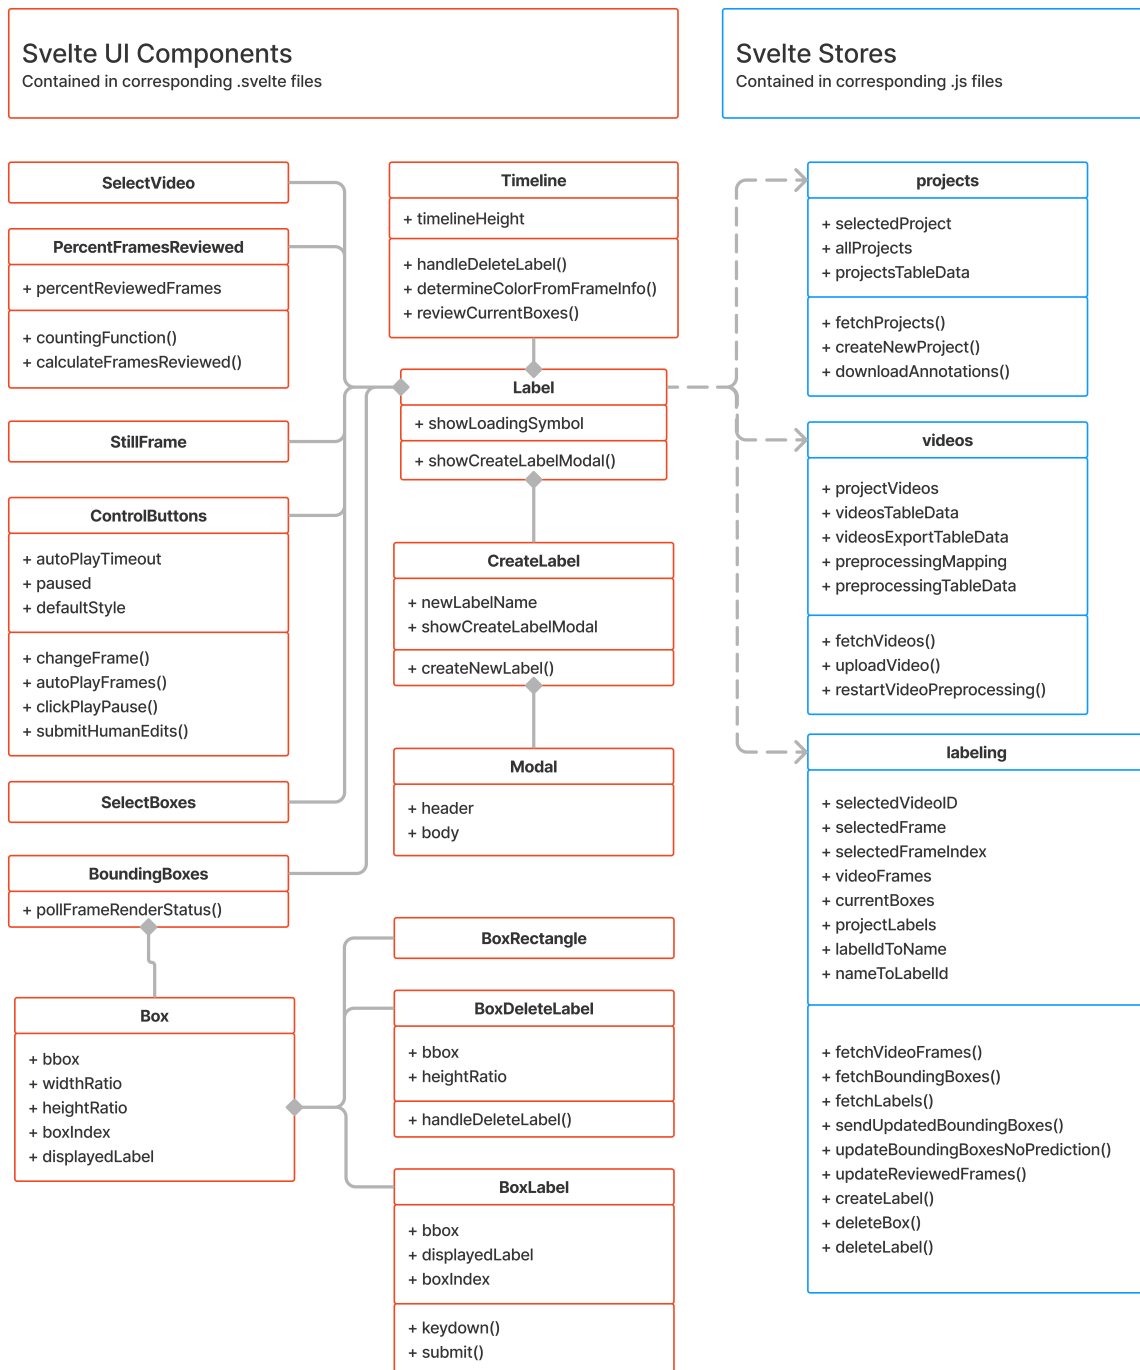 Svelte UI Components
Contained in corresponding .svelte files
Svelte Stores
Contained in corresponding .js files
SelectVideo
PercentFramesReviewed
+ percentReviewedFrames
+ countingFunction()
+ calculateFramesReviewed()
StillFrame
ControlButtons
+ autoPlayTimeout
+ paused
+ defaultStyle
+ changeFrame()
+ autoPlayFrames()
+ clickPlayPause()
+ submitHumanEdits()
SelectBoxes
BoundingBoxes
+ pollFrameRenderStatus()
Box
+ bbox
+ widthRatio
+ heightRatio
+ boxIndex
+ displayedLabel
Timeline
+ timelineHeight
+ handleDeleteLabel()
+ determineColorFromFrameInfo()
+ reviewCurrentBoxes()
Label
+ showLoadingSymbol
+ showCreateLabelModal()
CreateLabel
+ newLabelName
+ showCreateLabelModal
+ createNewLabel()
Modal
+ header
+ body
BoxRectangle
BoxDeleteLabel
+ bbox
+ heightRatio
+ handleDeleteLabel()
BoxLabel
+ bbox
+ displayedLabel
+ boxIndex
+ keydown()
+ submit()
projects
+ selectedProject
+ allProjects
+ projectsTableData
+ fetchProjects()
+ createNewProject()
+ downloadAnnotations()
videos
+ projectVideos
+ videosTableData
+ videosExportTableData
+ preprocessingMapping
+ preprocessingTableData
+ fetchVideos()
+ uploadVideo()
+ restartVideoPreprocessing()
labeling
+ selectedVideoID
+ selectedFrame
+ selectedFrameIndex
+ videoFrames
+ currentBoxes
+ projectLabels
+ labelIdToName
+ nameToLabelId
+ fetchVideoFrames()
+ fetchBoundingBoxes()
+ fetchLabels()
+ sendUpdatedBoundingBoxes()
+ updateBoundingBoxesNoPrediction()
+ updateReviewedFrames()
+ createLabel()
+ deleteBox()
+ deleteLabel()